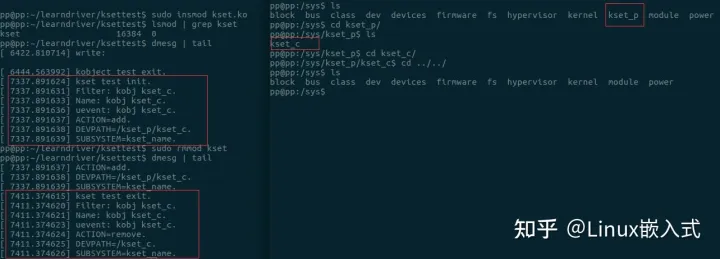 pp@pp:~/learndriver/ksettest$ sudo insmod kset.ko
pp@pp:~/learndriver/ksettest$ lsmod | grep kset
kset 16384 0
pp@pp:~/learndriver/ksettest$ dmesg | tail
[ 6422.810714] write:
[ 6444.563992] kobject test exit.
[ 7337.891624] kset test init.
[ 7337.891631] Filter: kobj kset_c.
[ 7337.891633] Name: kobj kset_c.
[ 7337.891636] uevent: kobj kset_c.
[ 7337.891637] ACTION=add.
[ 7337.891638] DEVPATH=/kset_p/kset_c.
[ 7337.891639] SUBSYSTEM=kset_name.
pp@pp:~/learndriver/ksettest$ sudo rmmod kset
pp@pp:~/learndriver/ksettest$ dmesg | tail
[ 7337.891637] ACTION=add.
[ 7337.891638] DEVPATH=/kset_p/kset_c.
[ 7337.891639] SUBSYSTEM=kset_name.
[ 7411.374615] kset test exit.
[ 7411.374620] Filter: kobj kset_c.
[ 7411.374621] Name: kobj kset_c.
[ 7411.374623] uevent: kobj kset_c.
[ 7411.374624] ACTION=remove.
[ 7411.374625] DEVPATH=/kset_c.
[ 7411.374626] SUBSYSTEM=kset_name.
pp@pp:/sys$ ls
block bus class dev devices firmware fs hypervisor kernel kset_p module power
pp@pp:/sys$ cd kset_p/
pp@pp:/sys/kset_p$ ls
kset_c
pp@pp:/sys/kset_p$ cd kset_c/
pp@pp:/sys/kset_p/kset_c$ cd ../../
pp@pp:/sys$ ls
block bus class dev devices firmware fs hypervisor kernel module power
pp@pp:/sys$
知乎 @Linux嵌入式